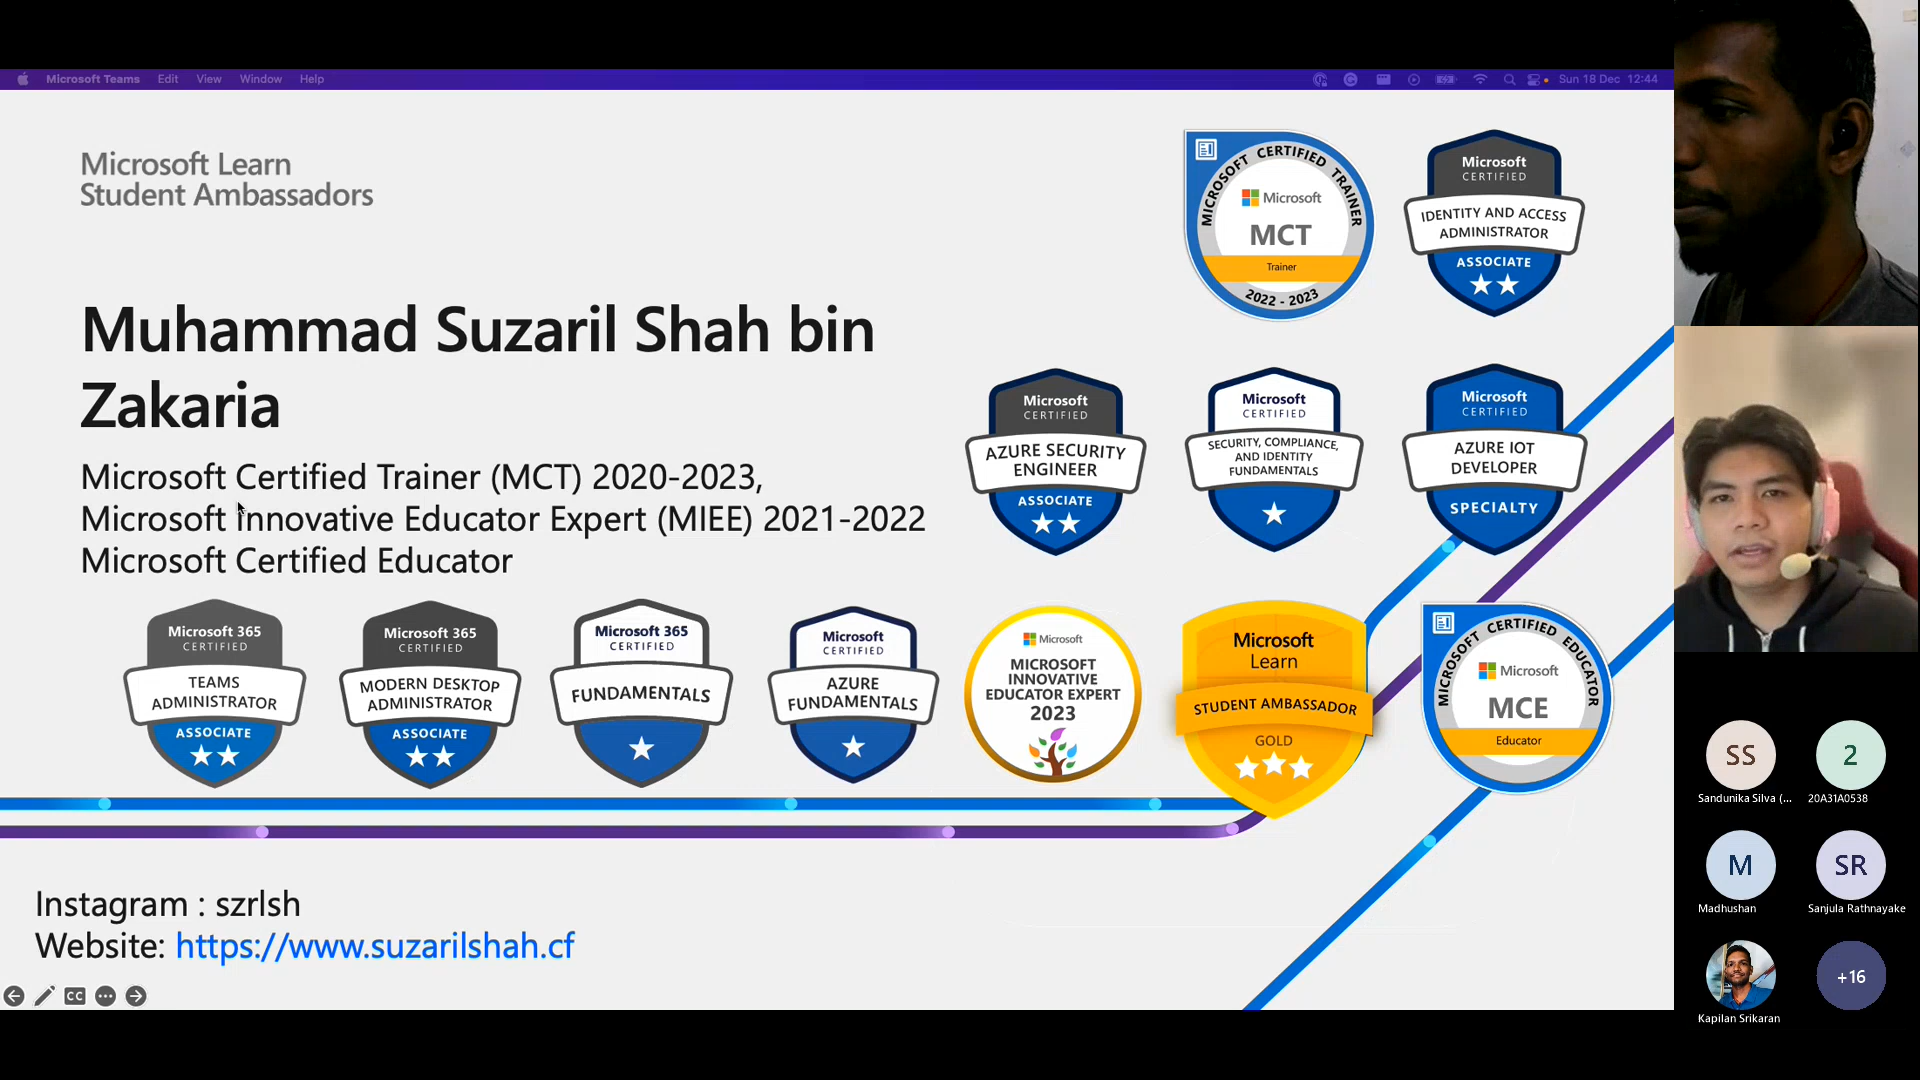 Microsoft Teams Edit View Window Help
Sun 18 Dec 12:44
Microsoft Learn
Student Ambassadors
Muhammad Suzaril Shah bin
Zakaria
Microsoft Certified Trainer (MCT) 2020-2023,
Microsoft Innovative Educator Expert (MIEE) 2021-2022
Microsoft Certified Educator
MICROSOFT CERTIFIED TRAINER
Microsoft
MCT
Trainer
2022 - 2023
Microsoft
CERTIFIED
IDENTITY AND ACCESS
ADMINISTRATOR
ASSOCIATE
Microsoft
CERTIFIED
AZURE SECURITY
ENGINEER
ASSOCIATE
Microsoft
CERTIFIED
SECURITY, COMPLIANCE,
AND IDENTITY
FUNDAMENTALS
Microsoft
CERTIFIED
AZURE IOT
DEVELOPER
SPECIALTY
Microsoft 365
CERTIFIED
TEAMS
ADMINISTRATOR
ASSOCIATE
Microsoft 365
CERTIFIED
MODERN DESKTOP
ADMINISTRATOR
ASSOCIATE
Microsoft 365
CERTIFIED
FUNDAMENTALS
Microsoft
CERTIFIED
AZURE
FUNDAMENTALS
Microsoft
MICROSOFT
INNOVATIVE
EDUCATOR EXPERT
2023
Microsoft
Learn
STUDENT AMBASSADOR
GOLD
MICROSOFT CERTIFIED EDUCATOR
Microsoft
MCE
Educator
Instagram : szrlsh
Website: https://www.suzarilshah.cf
CC
SS
Sandunika Silva (...
2
20A31A0538
M
Madhushan
SR
Sanjula Rathnayake
Kapilan Srikaran
+16